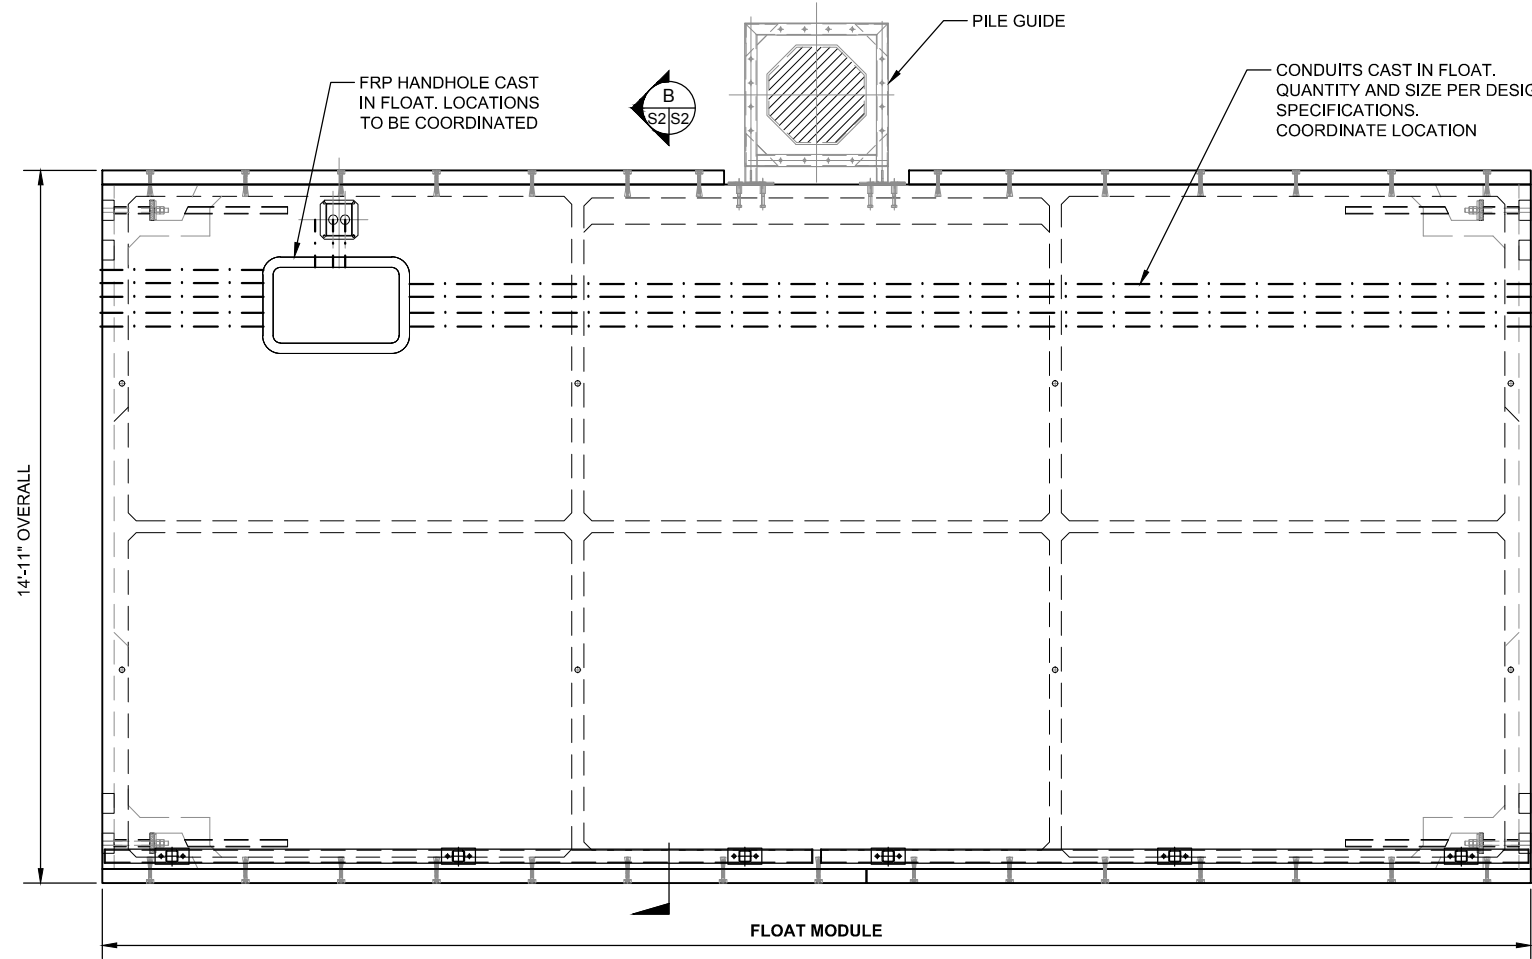 PILE GUIDE
FRP HANDHOLE CAST
IN FLOAT. LOCATIONS
TO BE COORDINATED
B
S2 S2
CONDUITS CAST IN FLOAT.
QUANTITY AND SIZE PER DESIG
SPECIFICATIONS.
COORDINATE LOCATION
14'-11" OVERALL
FLOAT MODULE